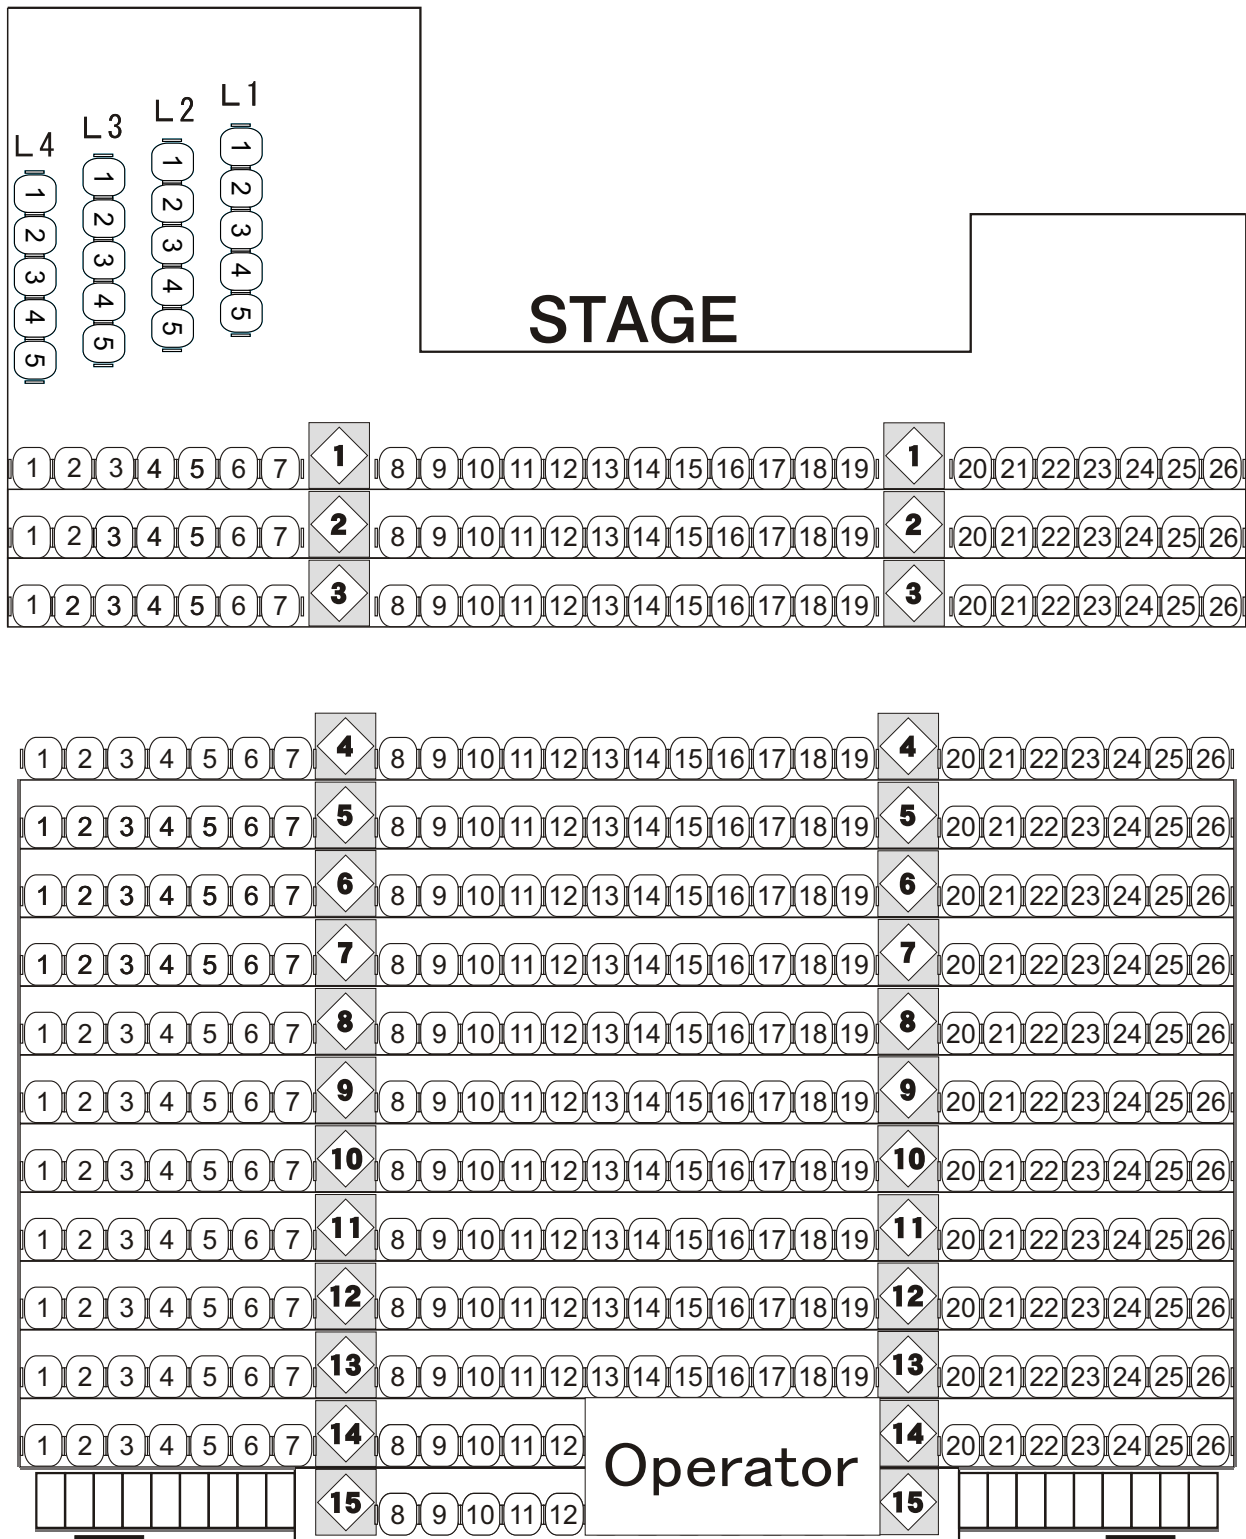 L1
L2
L3
L4
1 2 3 4 5
1 2 3 4 5
1 2 3 4 5
1 2 3 4 5
STAGE
1 2 3 4 5 6 7 1 8 9 10 11 12 13 14 15 16 17 18 19 1 20 21 22 23 24 25 26
1 2 3 4 5 6 7 2 8 9 10 11 12 13 14 15 16 17 18 19 2 20 21 22 23 24 25 26
1 2 3 4 5 6 7 3 8 9 10 11 12 13 14 15 16 17 18 19 3 20 21 22 23 24 25 26
1 2 3 4 5 6 7 4 8 9 10 11 12 13 14 15 16 17 18 19 4 20 21 22 23 24 25 26
1 2 3 4 5 6 7 5 8 9 10 11 12 13 14 15 16 17 18 19 5 20 21 22 23 24 25 26
1 2 3 4 5 6 7 6 8 9 10 11 12 13 14 15 16 17 18 19 6 20 21 22 23 24 25 26
1 2 3 4 5 6 7 7 8 9 10 11 12 13 14 15 16 17 18 19 7 20 21 22 23 24 25 26
1 2 3 4 5 6 7 8 8 9 10 11 12 13 14 15 16 17 18 19 8 20 21 22 23 24 25 26
1 2 3 4 5 6 7 9 8 9 10 11 12 13 14 15 16 17 18 19 9 20 21 22 23 24 25 26
1 2 3 4 5 6 7 10 8 9 10 11 12 13 14 15 16 17 18 19 10 20 21 22 23 24 25 26
1 2 3 4 5 6 7 11 8 9 10 11 12 13 14 15 16 17 18 19 11 20 21 22 23 24 25 26
1 2 3 4 5 6 7 12 8 9 10 11 12 13 14 15 16 17 18 19 12 20 21 22 23 24 25 26
1 2 3 4 5 6 7 13 8 9 10 11 12 13 14 15 16 17 18 19 13 20 21 22 23 24 25 26
1 2 3 4 5 6 7 14 8 9 10 11 12 14 20 21 22 23 24 25 26
Operator
15 8 9 10 11 12 15